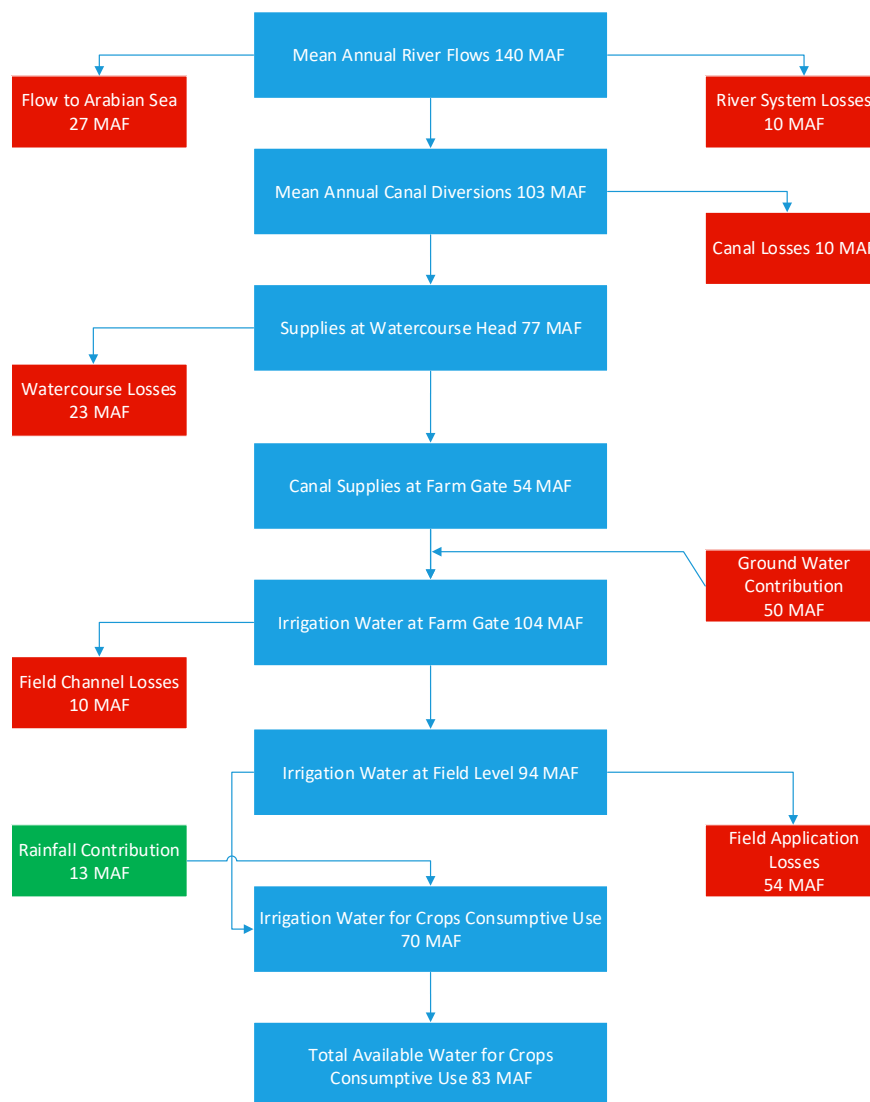 Mean Annual River Flows 140 MAF
Flow to Arabian Sea
27 MAF
River System Losses
10 MAF
Mean Annual Canal Diversions 103 MAF
Canal Losses 10 MAF
Supplies at Watercourse Head 77 MAF
Watercourse Losses
23 MAF
Canal Supplies at Farm Gate 54 MAF
Ground Water
Contribution
50 MAF
Irrigation Water at Farm Gate 104 MAF
Field Channel Losses
10 MAF
Irrigation Water at Field Level 94 MAF
Rainfall Contribution
13 MAF
Field Application
Losses
54 MAF
Irrigation Water for Crops Consumptive Use
70 MAF
Total Available Water for Crops
Consumptive Use 83 MAF